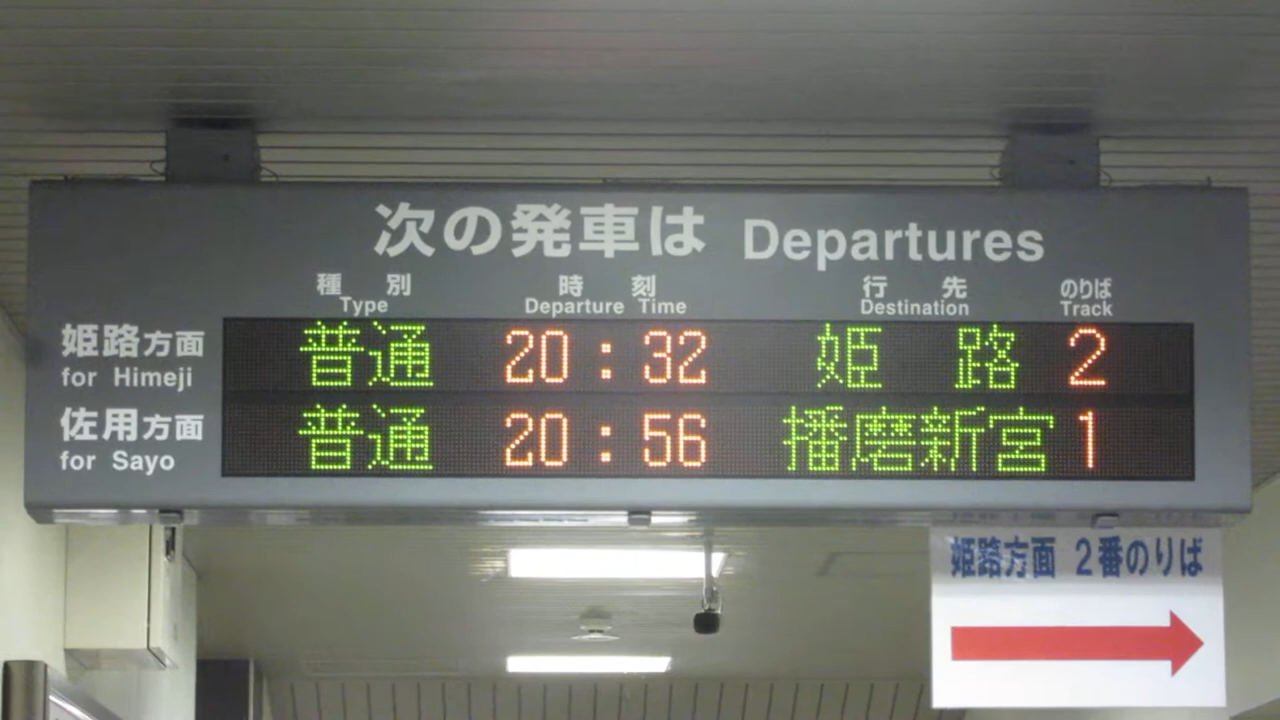 次の発車は Departures
種別 時刻 行先 のりば
Type Departure Time Destination Track
姫路方面 普通 20:32 姫路 2
for Himeji
佐用方面 普通 20:56 播磨新宮 1
for Sayo
姫路方面 2番のりば